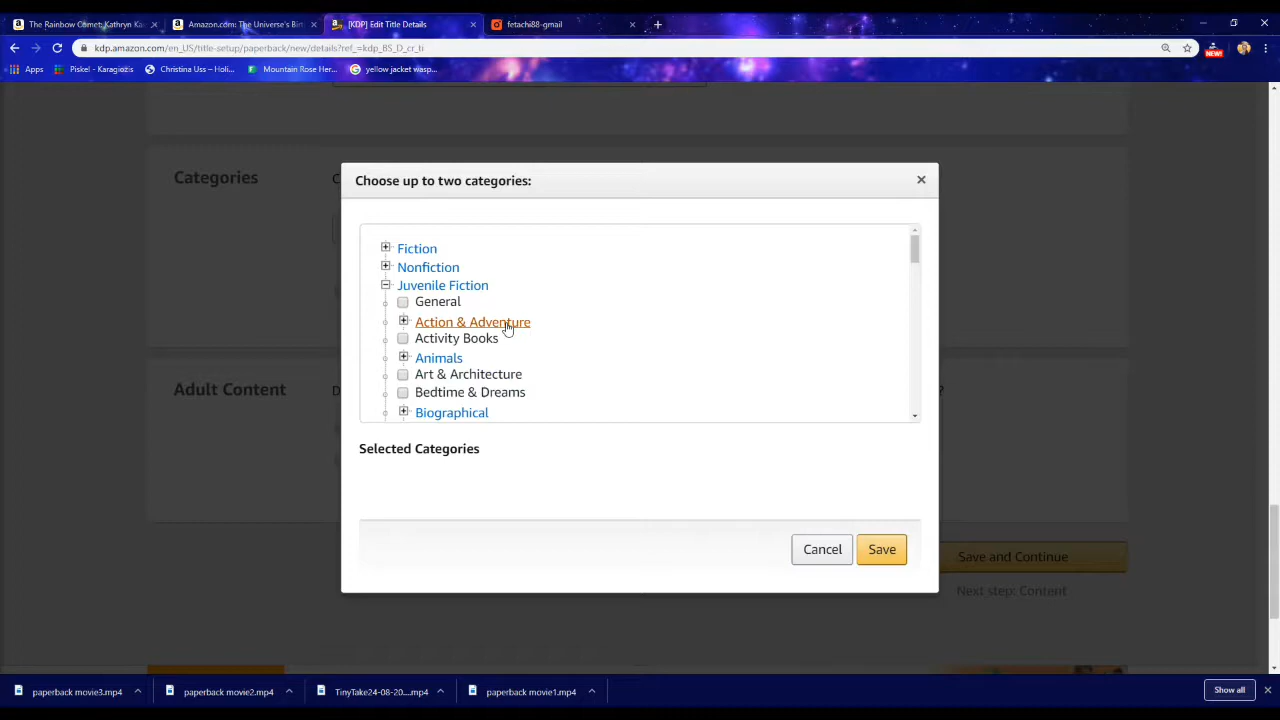 The Rainbow Comet: Kathryn Ka
Amazon.com: The Universe's Birt
[KDP] Edit Title Details
fetachi88-gmail
kdp.amazon.com/en_US/title-setup/paperback/new/details?ref_=kdp_BS_D_cr_ti
NEW!
Apps
Piskel - Karagiozis
Christina Uss – Holi...
Mountain Rose Her...
yellow jacket wasp...
Choose up to two categories:
Categories
Fiction
Nonfiction
Juvenile Fiction
General
Action & Adventure
Activity Books
Animals
Art & Architecture
Bedtime & Dreams
Biographical
Adult Content
?
Selected Categories
Cancel
Save
Save and Continue
Next step: Content
paperback movie3.mp4
paperback movie2.mp4
TinyTake24-08-20....mp4
paperback movie1.mp4
Show all